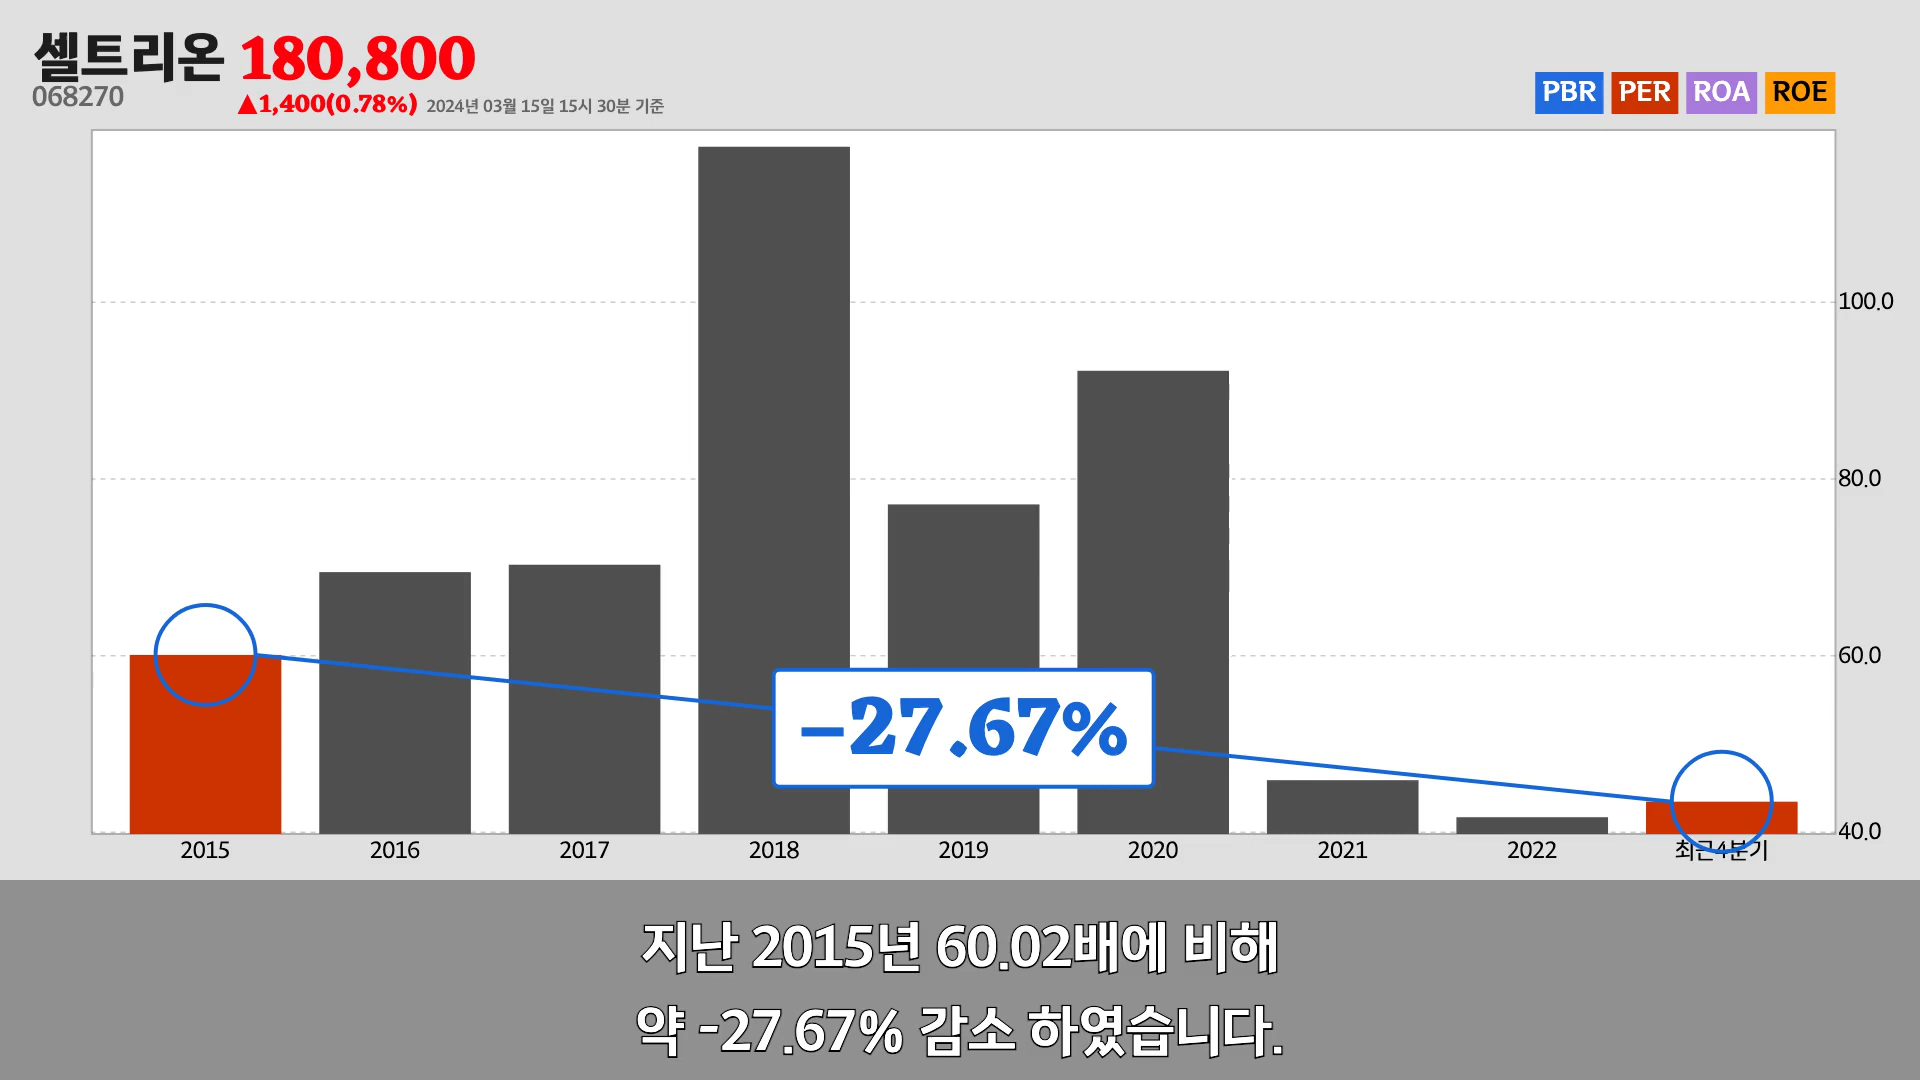 셀트리온 180,800
068270
▲1,400(0.78%) 2024년 03월 15일 15시 30분 기준
PBR PER ROA ROE
100.0
80.0
60.0
40.0
-27.67%
2015 2016 2017 2018 2019 2020 2021 2022 최근4분기
지난 2015년 60.02배에 비해
약 -27.67% 감소 하였습니다.